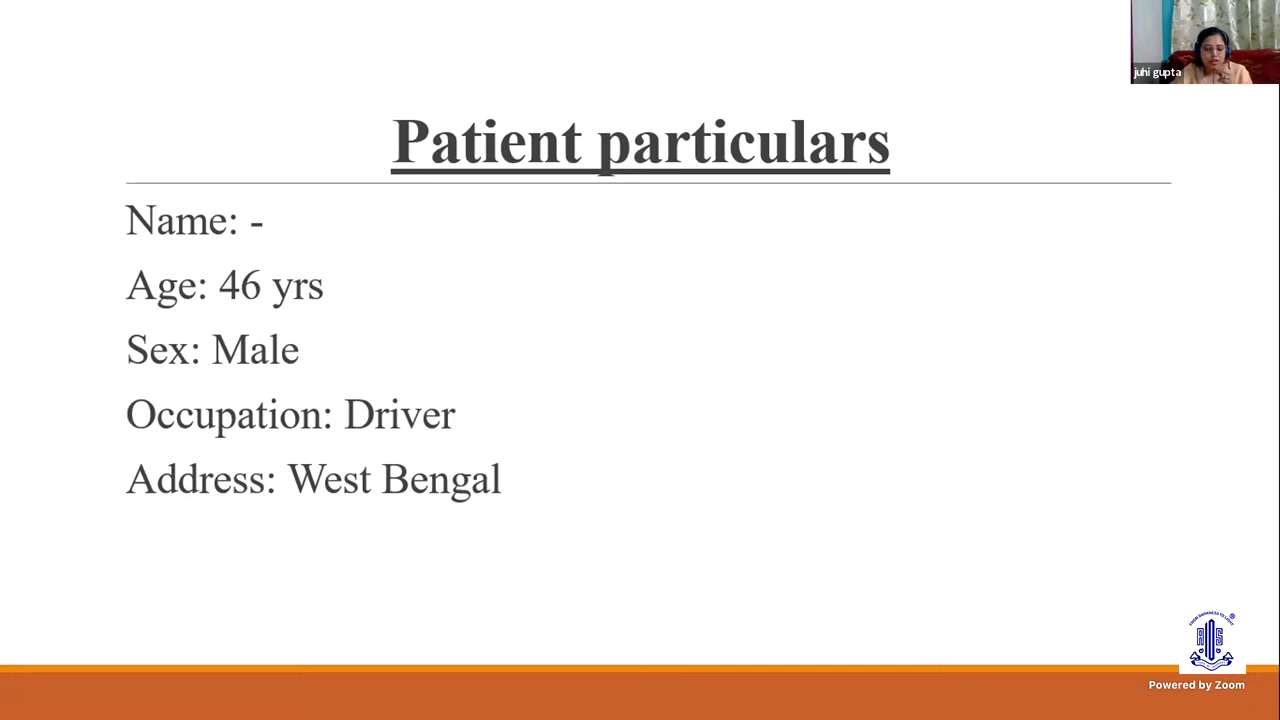 juhi gupta
Patient particulars
Name: -
Age: 46 yrs
Sex: Male
Occupation: Driver
Address: West Bengal
Powered by Zoom